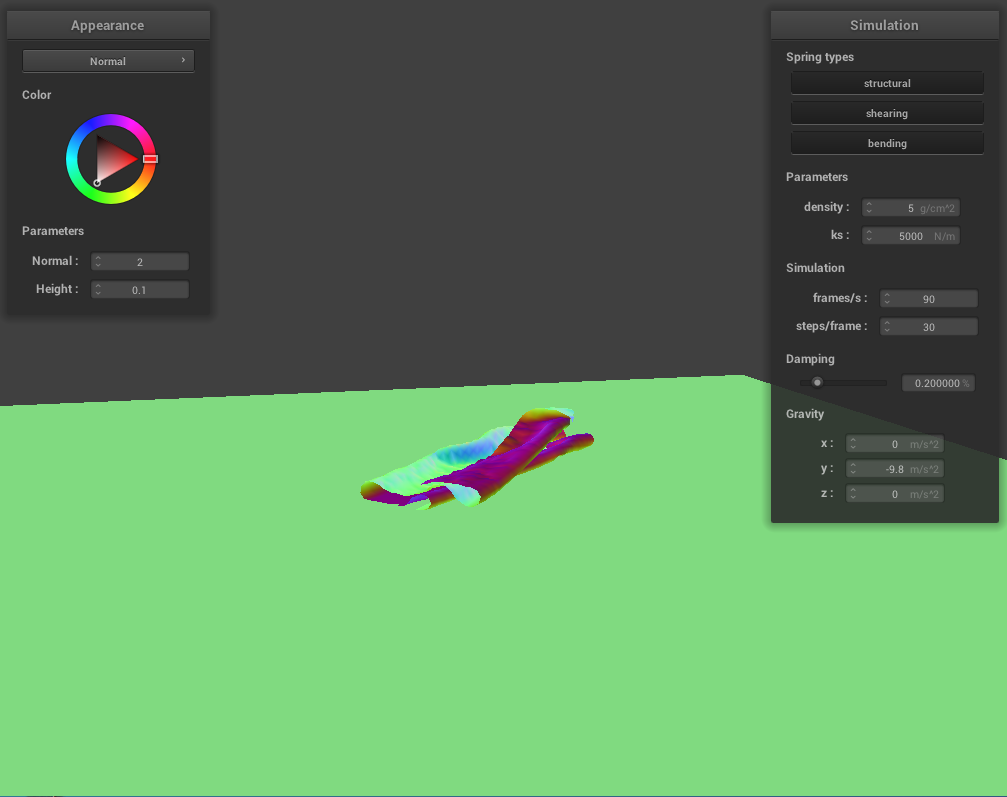 Appearance
Normal
Color
Parameters
Normal : 2
Height : 0.1
Simulation
Spring types
structural
shearing
bending
Parameters
density : 5 g/cm^2
ks : 5000 N/m
Simulation
frames/s : 90
steps/frame : 30
Damping
0.200000 %
Gravity
x : 0 m/s^2
y : -9.8 m/s^2
z : 0 m/s^2